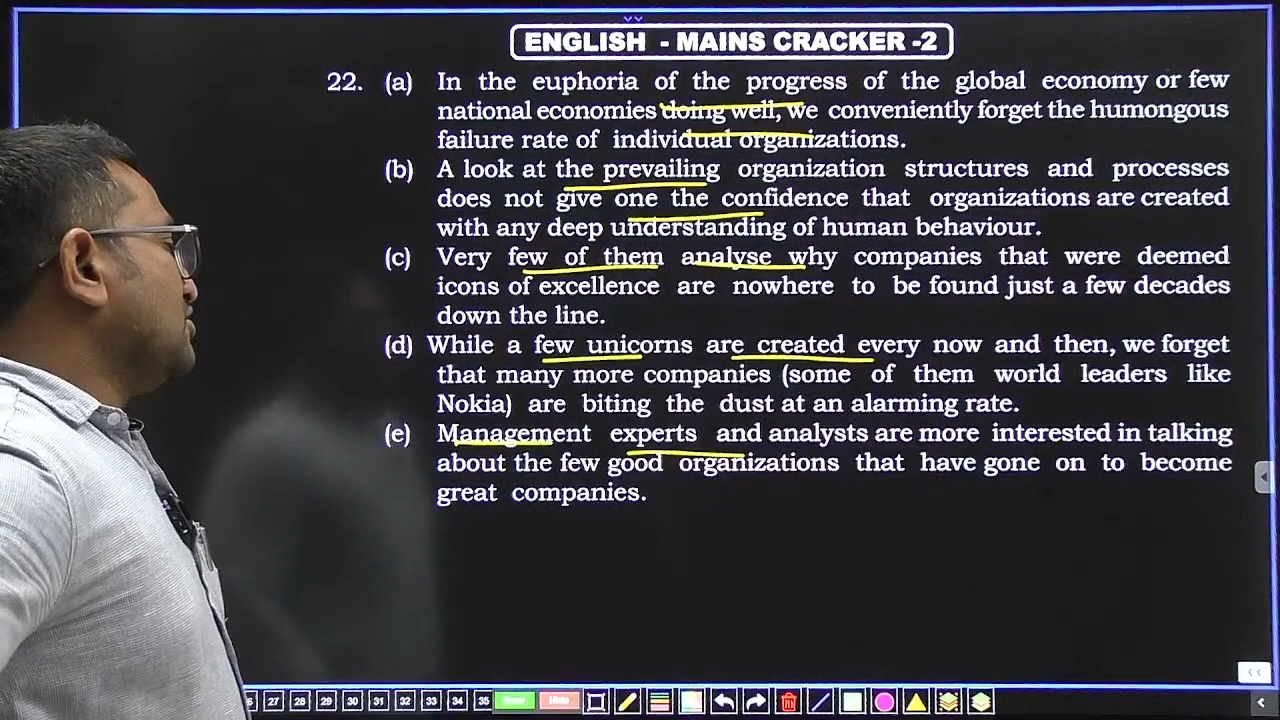 ENGLISH - MAINS CRACKER -2
22. (a) In the euphoria of the progress of the global economy or few
national economies doing well, we conveniently forget the humongous
failure rate of individual organizations.
(b) A look at the prevailing organization structures and processes
does not give one the confidence that organizations are created
with any deep understanding of human behaviour.
(c) Very few of them analyse why companies that were deemed
icons of excellence are nowhere to be found just a few decades
down the line.
(d) While a few unicorns are created every now and then, we forget
that many more companies (some of them world leaders like
Nokia) are biting the dust at an alarming rate.
(e) Management experts and analysts are more interested in talking
about the few good organizations that have gone on to become
great companies.
27 28 29 30 31 32 33 34 35